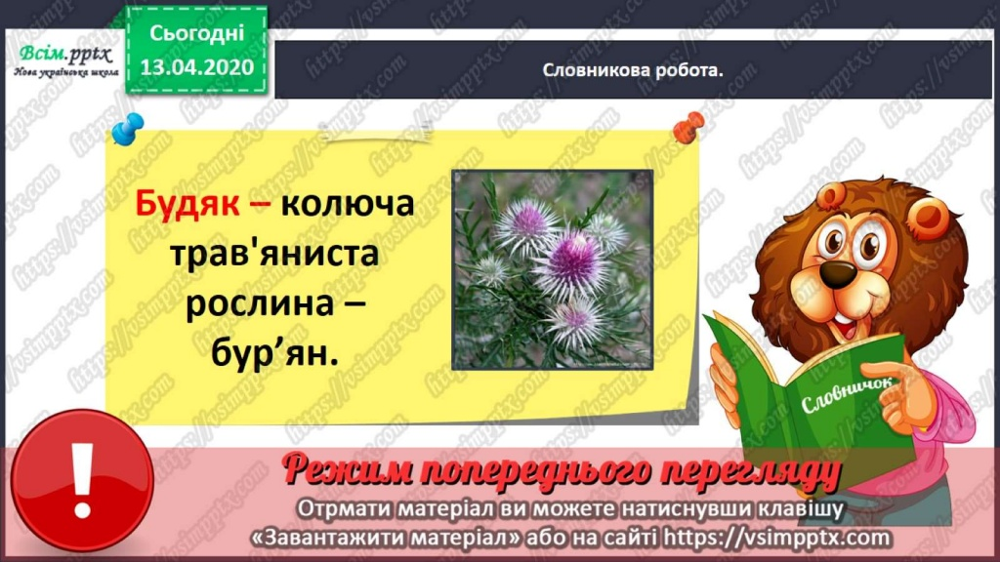 Всім.pptx
Нова українська школа
Сьогодні
13.04.2020
Словникова робота.
Будяк – колюча
трав'яниста
рослина –
бур’ян.
Словничок
Режим попереднього перегляду
Отрмати матеріал ви можете натиснувши клавішу
«Завантажити матеріал» або на сайті https://vsimpptx.com